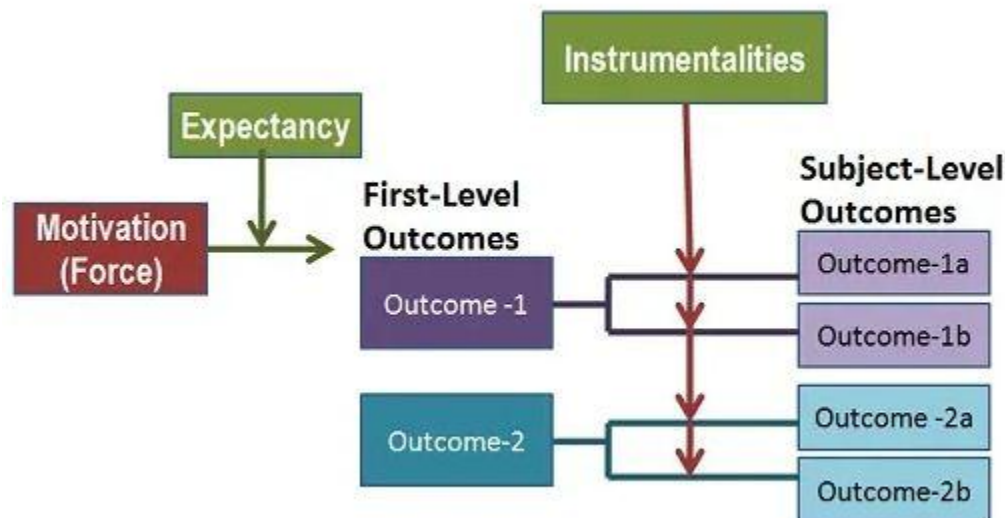 Instrumentalities
Expectancy
Motivation
(Force)
First-Level
Outcomes
Subject-Level
Outcomes
Outcome -1
Outcome-1a
Outcome-1b
Outcome-2
Outcome -2a
Outcome-2b